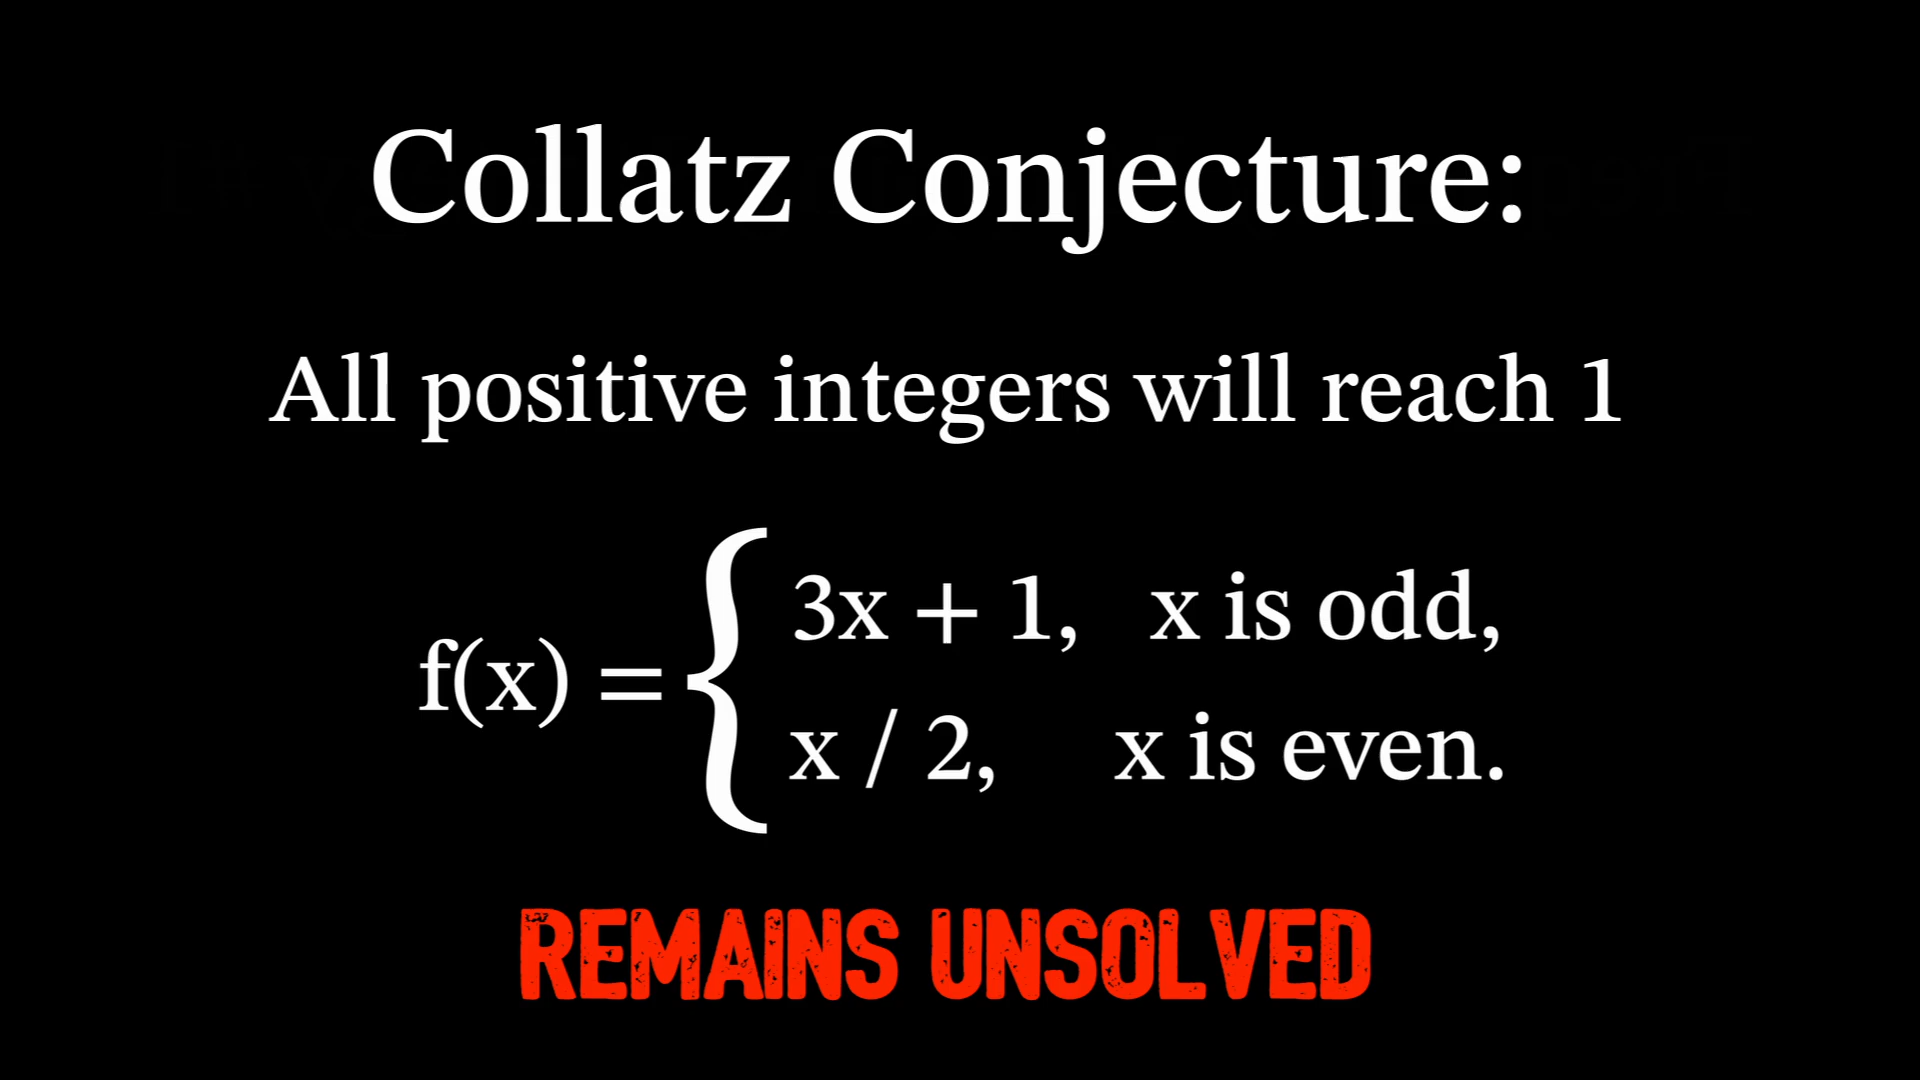 Collatz Conjecture:
All positive integers will reach 1
f(x) = { 3x + 1, x is odd,
x / 2, x is even.
REMAINS UNSOLVED